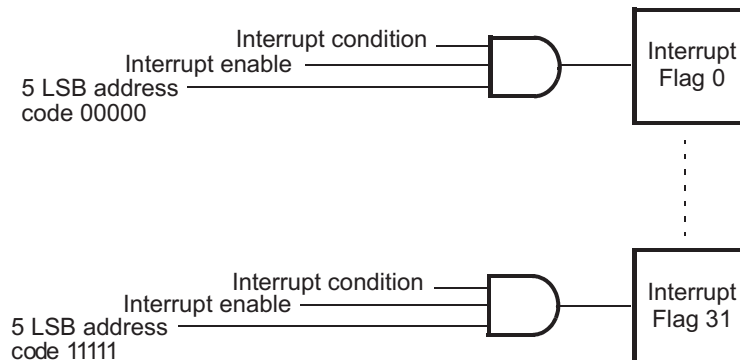 Interrupt condition
Interrupt enable
5 LSB address
code 00000
Interrupt
Flag 0
Interrupt condition
Interrupt enable
5 LSB address
code 11111
Interrupt
Flag 31